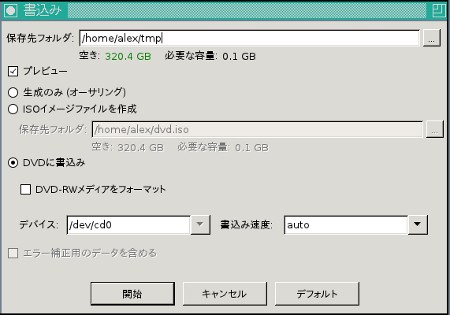 書込み
保存先フォルダ: /home/alex/tmp ...
空き: 320.4 GB 必要な容量: 0.1 GB
プレビュー
生成のみ (オーサリング)
ISOイメージファイルを作成
保存先フォルダ: /home/alex/dvd.iso ...
空き: 320.4 GB 必要な容量: 0.1 GB
DVDに書込み
DVD-RWメディアをフォーマット
デバイス: /dev/cd0 書込み速度: auto
エラー補正用のデータを含める
開始 キャンセル デフォルト